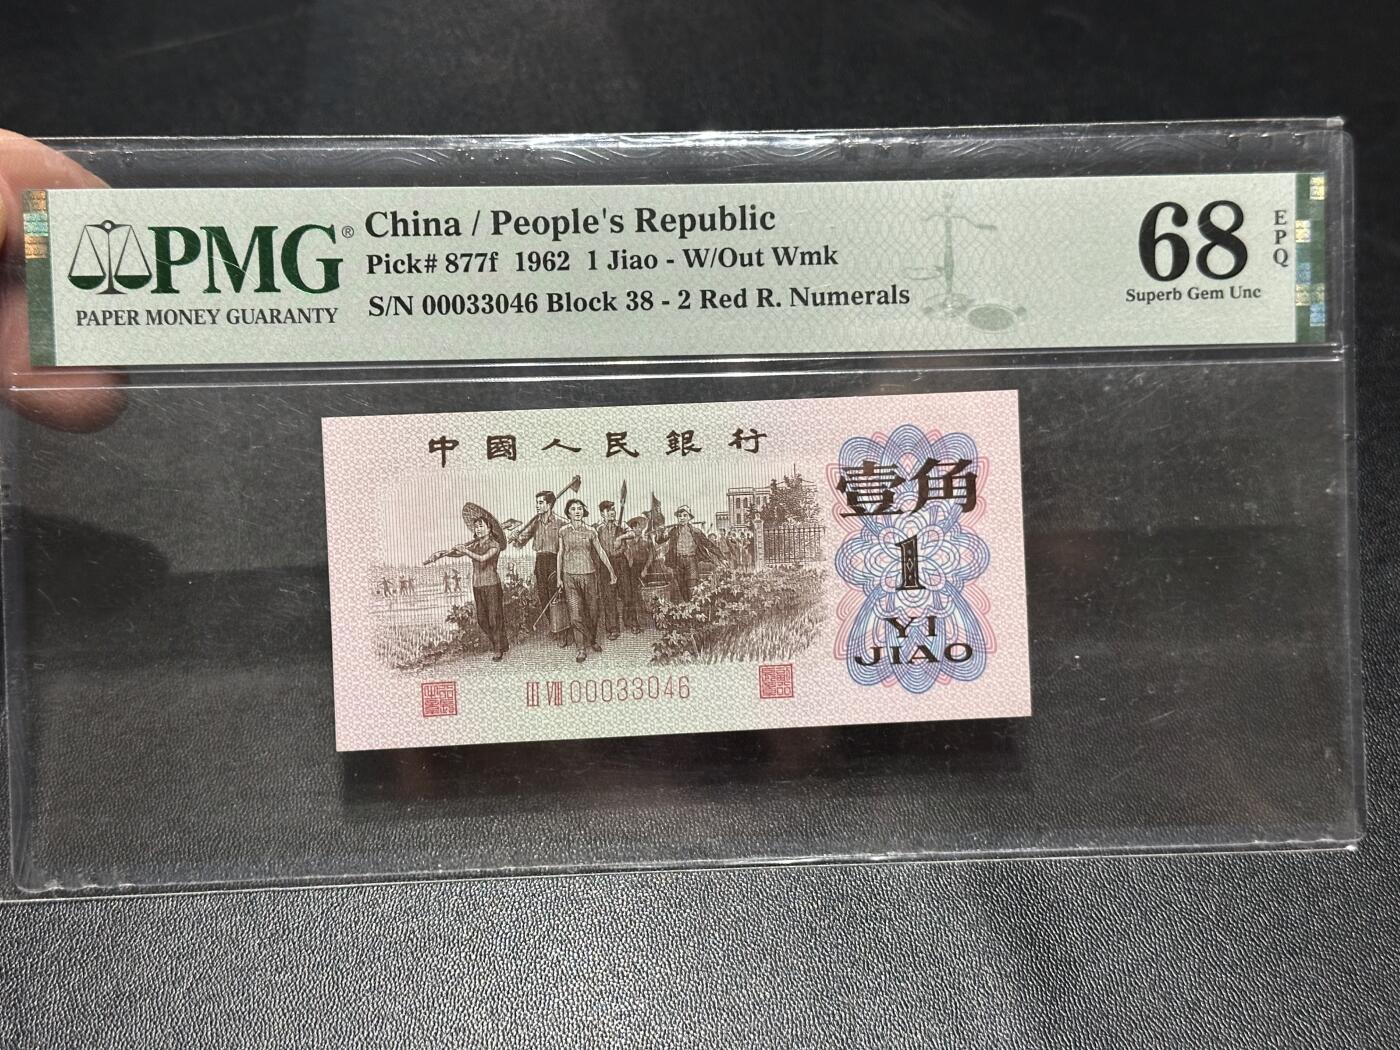 PMG®
PAPER MONEY GUARANTY
China / People's Republic
Pick# 877f 1962 1 Jiao - W/Out Wmk
S/N 00033046 Block 38 - 2 Red R. Numerals
68
EPQ
Superb Gem Unc
中國人民銀行
壹角
1
YI
JIAO
III VIII 00033046